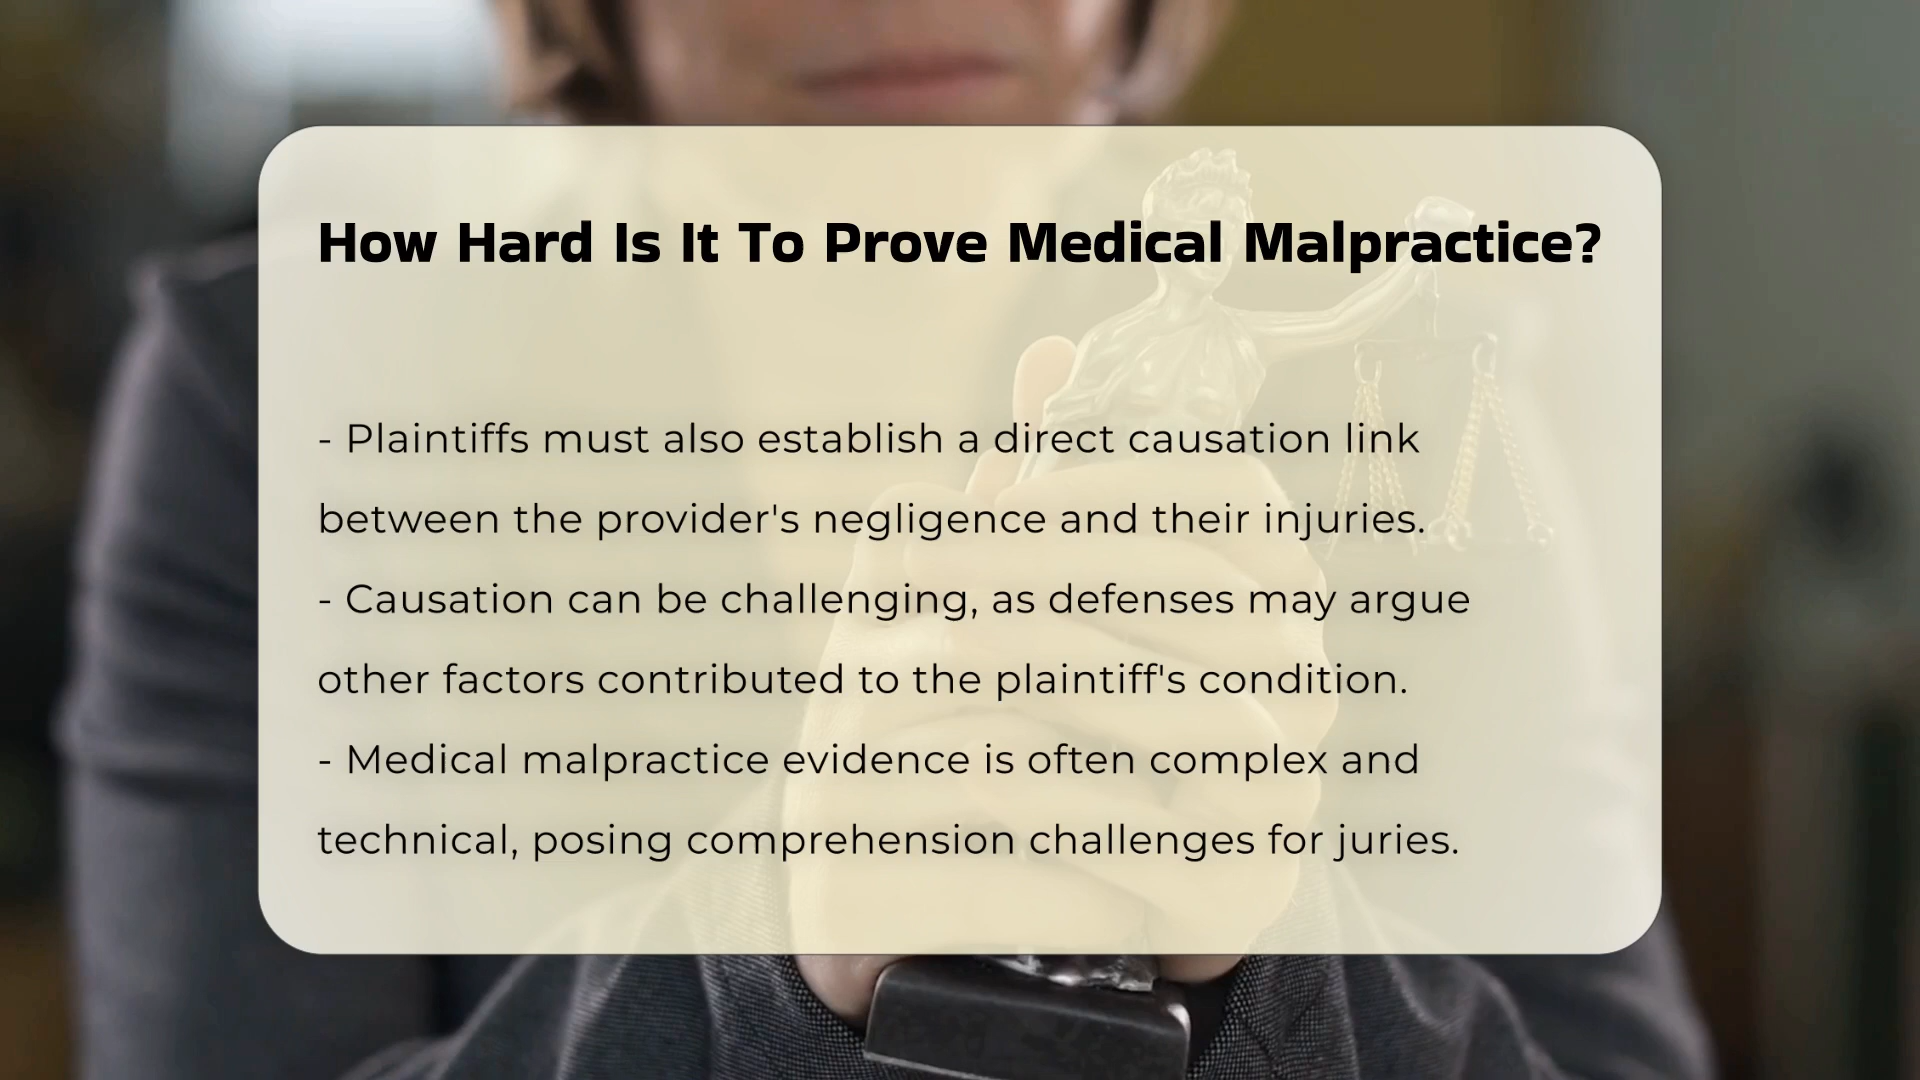 How Hard Is It To Prove Medical Malpractice?
- Plaintiffs must also establish a direct causation link
between the provider's negligence and their injuries.
- Causation can be challenging, as defenses may argue
other factors contributed to the plaintiff's condition.
- Medical malpractice evidence is often complex and
technical, posing comprehension challenges for juries.